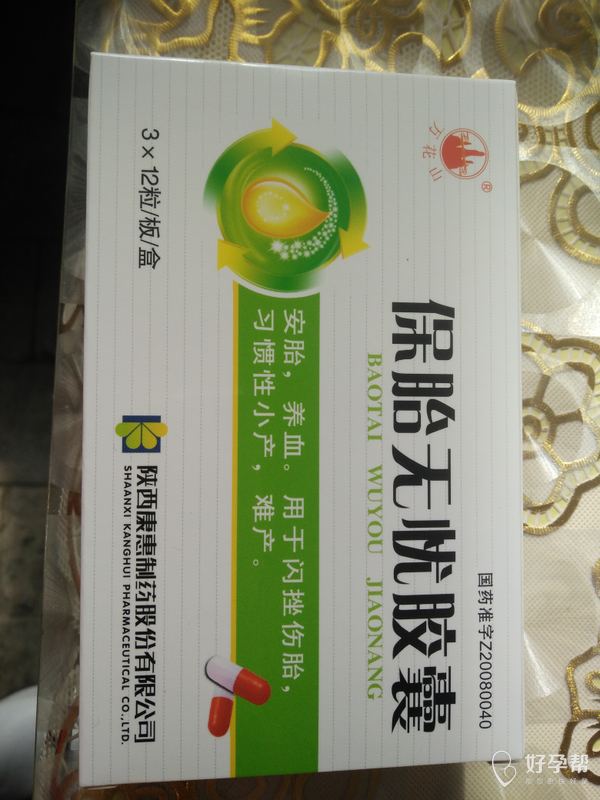 万花山
®
国药准字Z20080040
保胎无忧胶囊
BAOTAI WUYOU JIAONANG
安胎，养血。用于闪挫伤胎，
习惯性小产，难产。
3×12粒/板/盒
陕西康惠制药股份有限公司
SHAANXI KANGHUI PHARMACEUTICAL CO.,LTD.
好孕帮